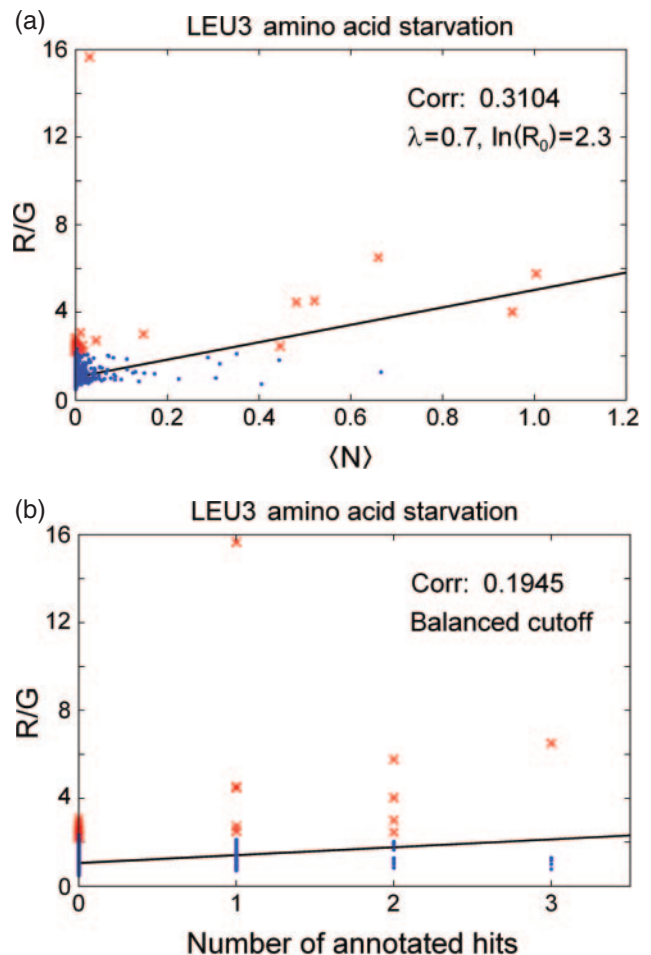 (a)
LEU3 amino acid starvation
16
12
8
4
0
R/G
Corr: 0.3104
λ=0.7, ln(R₀)=2.3
0 0.2 0.4 0.6 0.8 1.0 1.2
⟨N⟩
(b)
LEU3 amino acid starvation
16
12
8
4
0
R/G
Corr: 0.1945
Balanced cutoff
0 1 2 3
Number of annotated hits